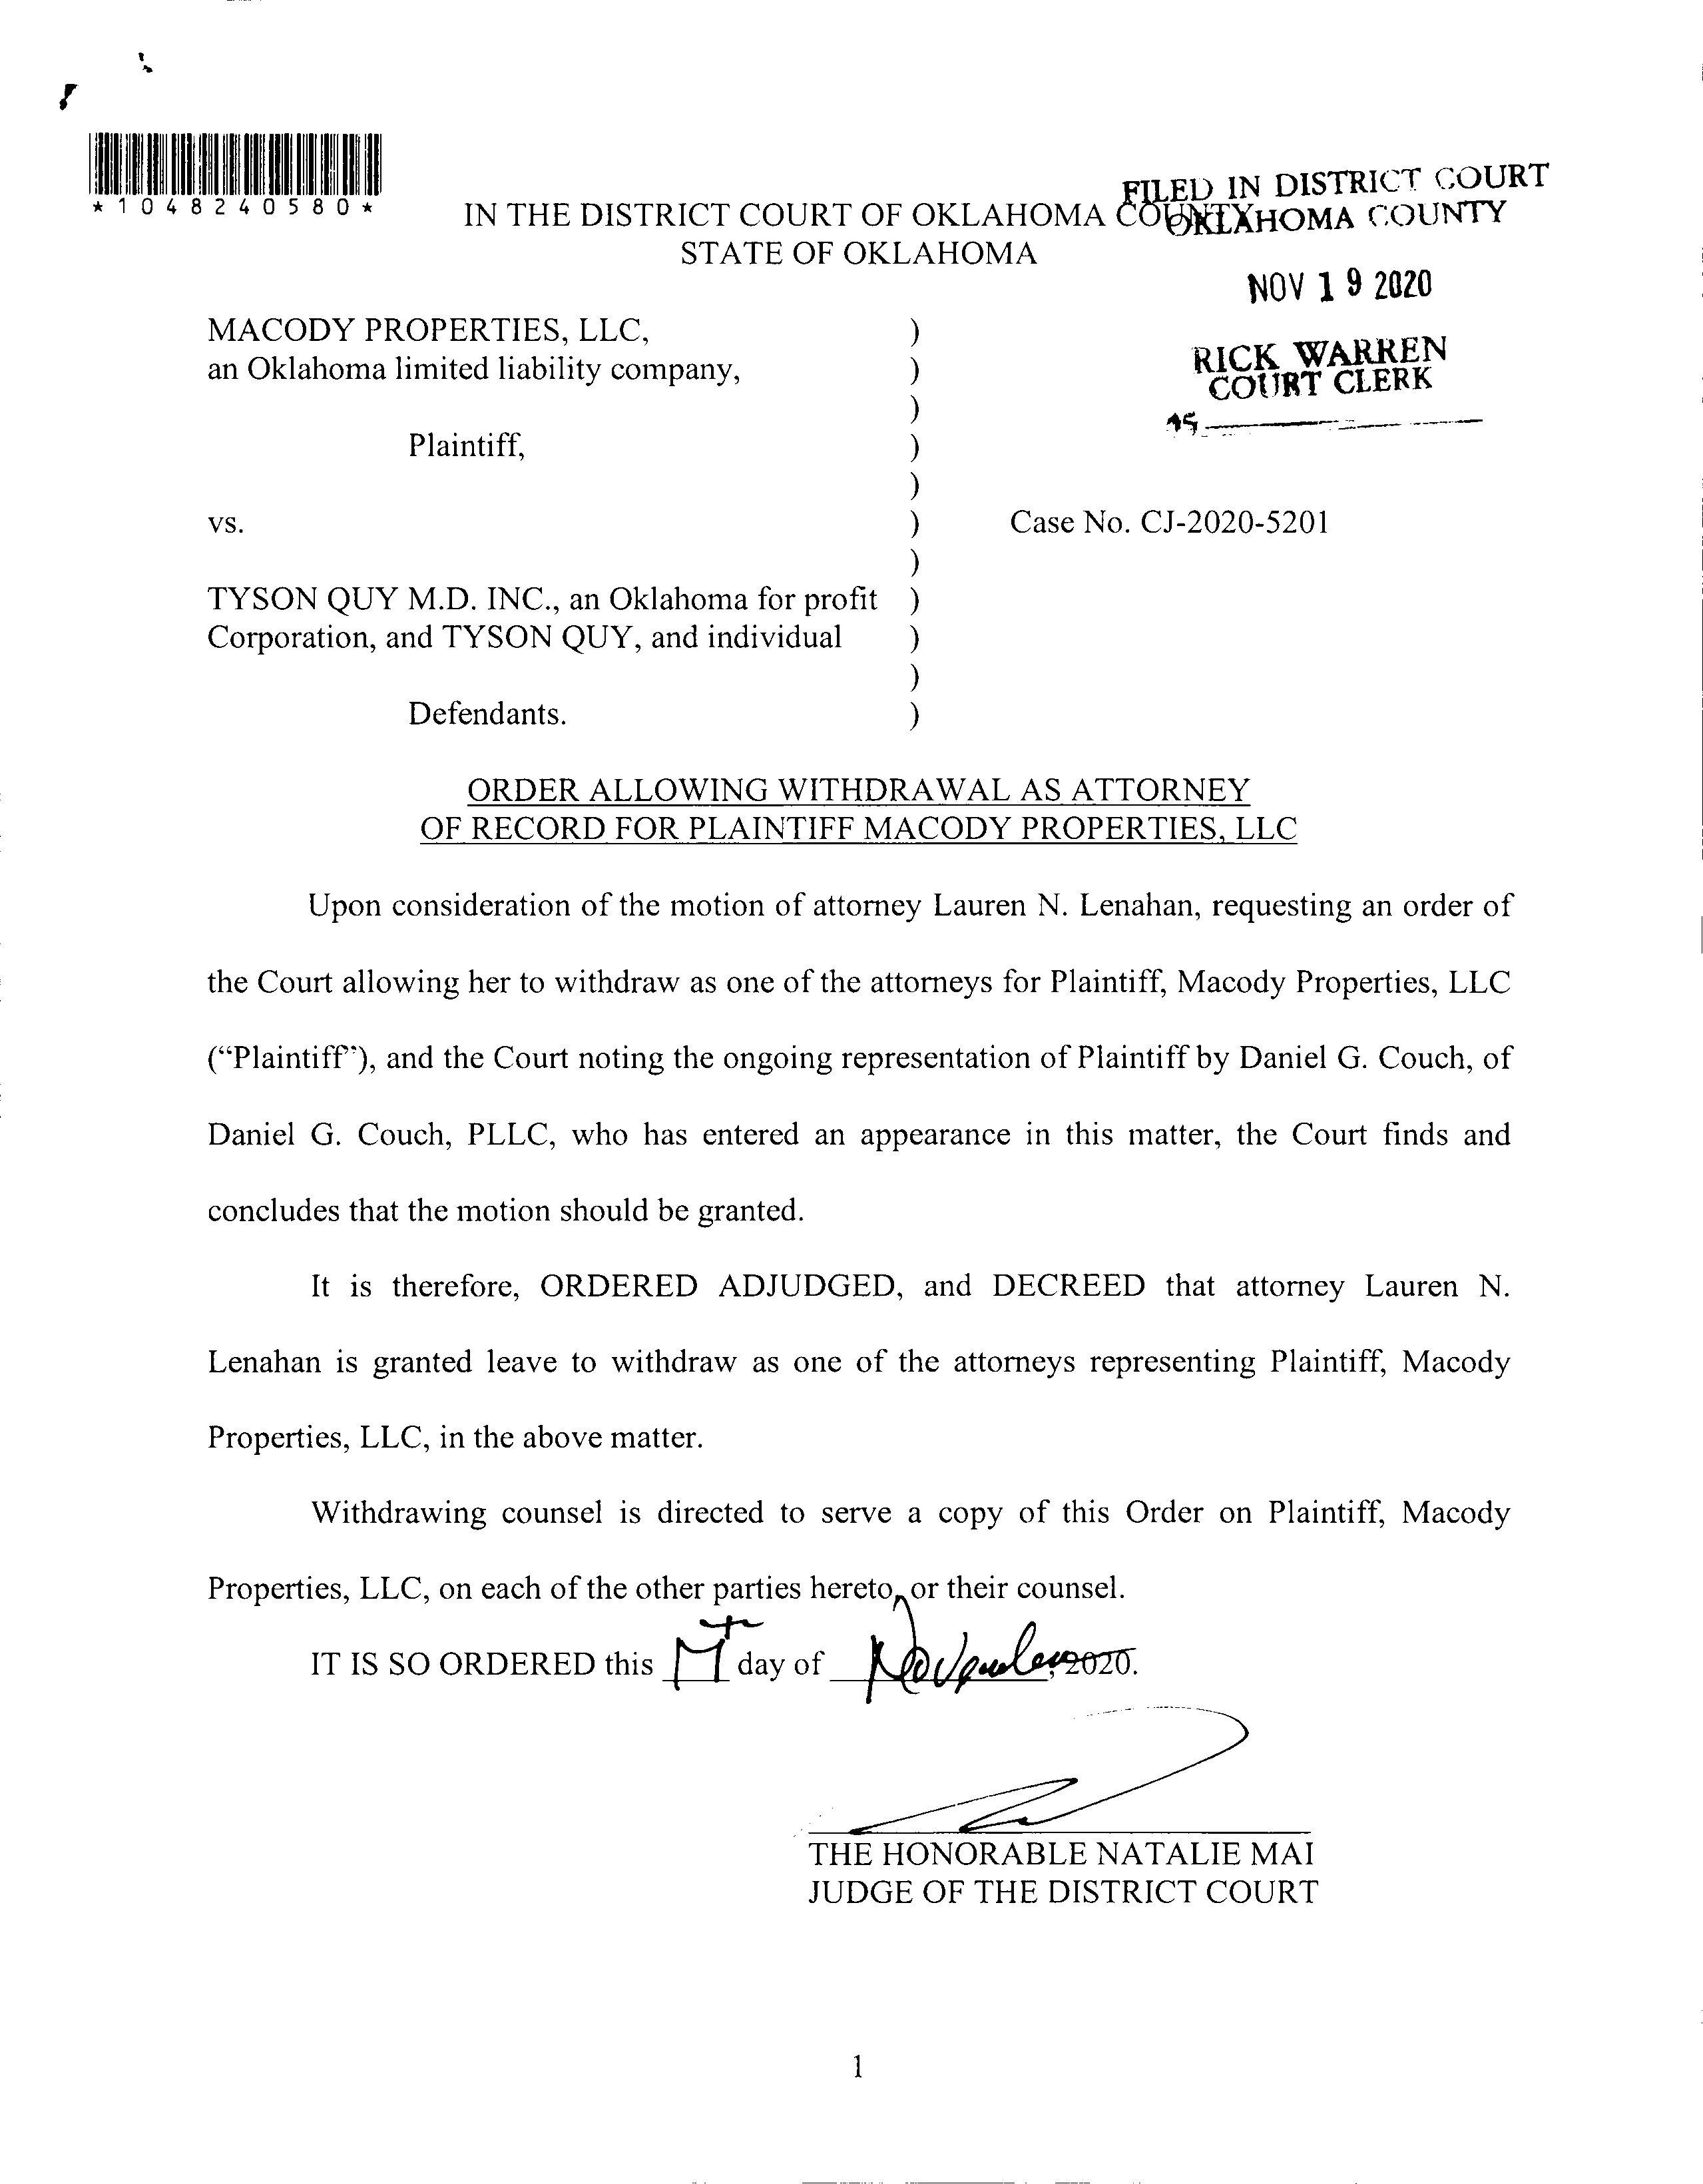 *1048240580*
FILED IN DISTRICT COURT
OKLAHOMA COUNTY
IN THE DISTRICT COURT OF OKLAHOMA COUNTY
STATE OF OKLAHOMA
NOV 19 2020
RICK WARREN
COURT CLERK
MACODY PROPERTIES, LLC, )
an Oklahoma limited liability company, )
)
Plaintiff, )
)
vs. ) Case No. CJ-2020-5201
)
TYSON QUY M.D. INC., an Oklahoma for profit )
Corporation, and TYSON QUY, and individual )
)
Defendants. )
ORDER ALLOWING WITHDRAWAL AS ATTORNEY
OF RECORD FOR PLAINTIFF MACODY PROPERTIES, LLC
Upon consideration of the motion of attorney Lauren N. Lenahan, requesting an order of
the Court allowing her to withdraw as one of the attorneys for Plaintiff, Macody Properties, LLC
(“Plaintiff”), and the Court noting the ongoing representation of Plaintiff by Daniel G. Couch, of
Daniel G. Couch, PLLC, who has entered an appearance in this matter, the Court finds and
concludes that the motion should be granted.
It is therefore, ORDERED ADJUDGED, and DECREED that attorney Lauren N.
Lenahan is granted leave to withdraw as one of the attorneys representing Plaintiff, Macody
Properties, LLC, in the above matter.
Withdrawing counsel is directed to serve a copy of this Order on Plaintiff, Macody
Properties, LLC, on each of the other parties hereto, or their counsel.
IT IS SO ORDERED this day of November, 2020.
THE HONORABLE NATALIE MAI
JUDGE OF THE DISTRICT COURT
1